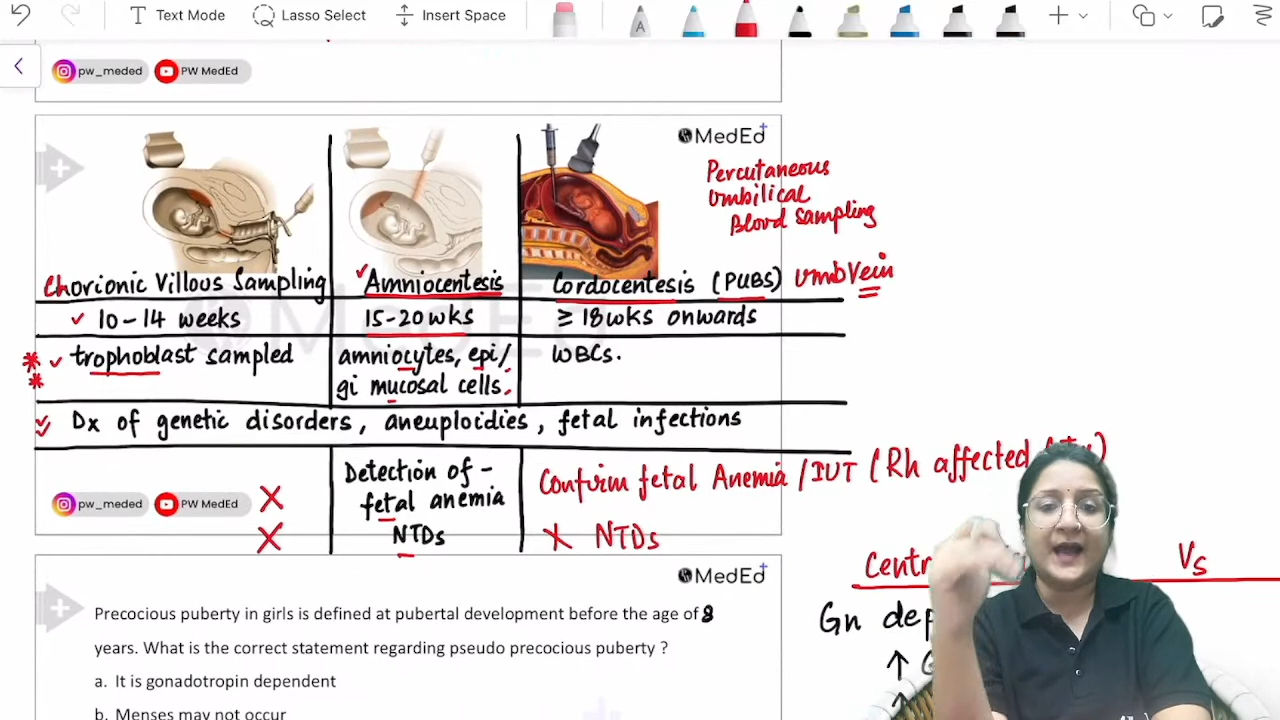 Text Mode
Lasso Select
Insert Space
A
pw_meded
PW MedEd
MedEd
Percutaneous
Umbilical
Blood Sampling
Chorionic Villous Sampling
Amniocentesis
Cordocentesis (PUBS)
Umb Vein
10-14 weeks
15-20 wks
≥ 18wks onwards
trophoblast sampled
amniocytes, epi/
gi mucosal cells.
WBCs.
Dx of genetic disorders, aneuploidies, fetal infections
Detection of -
fetal anemia
NTDs
Confirm fetal Anemia / IUT (Rh affected
X NTDs
X
X
pw_meded
PW MedEd
MedEd
Precocious puberty in girls is defined at pubertal development before the age of 8
years. What is the correct statement regarding pseudo precocious puberty ?
a. It is gonadotropin dependent
b. Menses may not occur
Vs
Gn